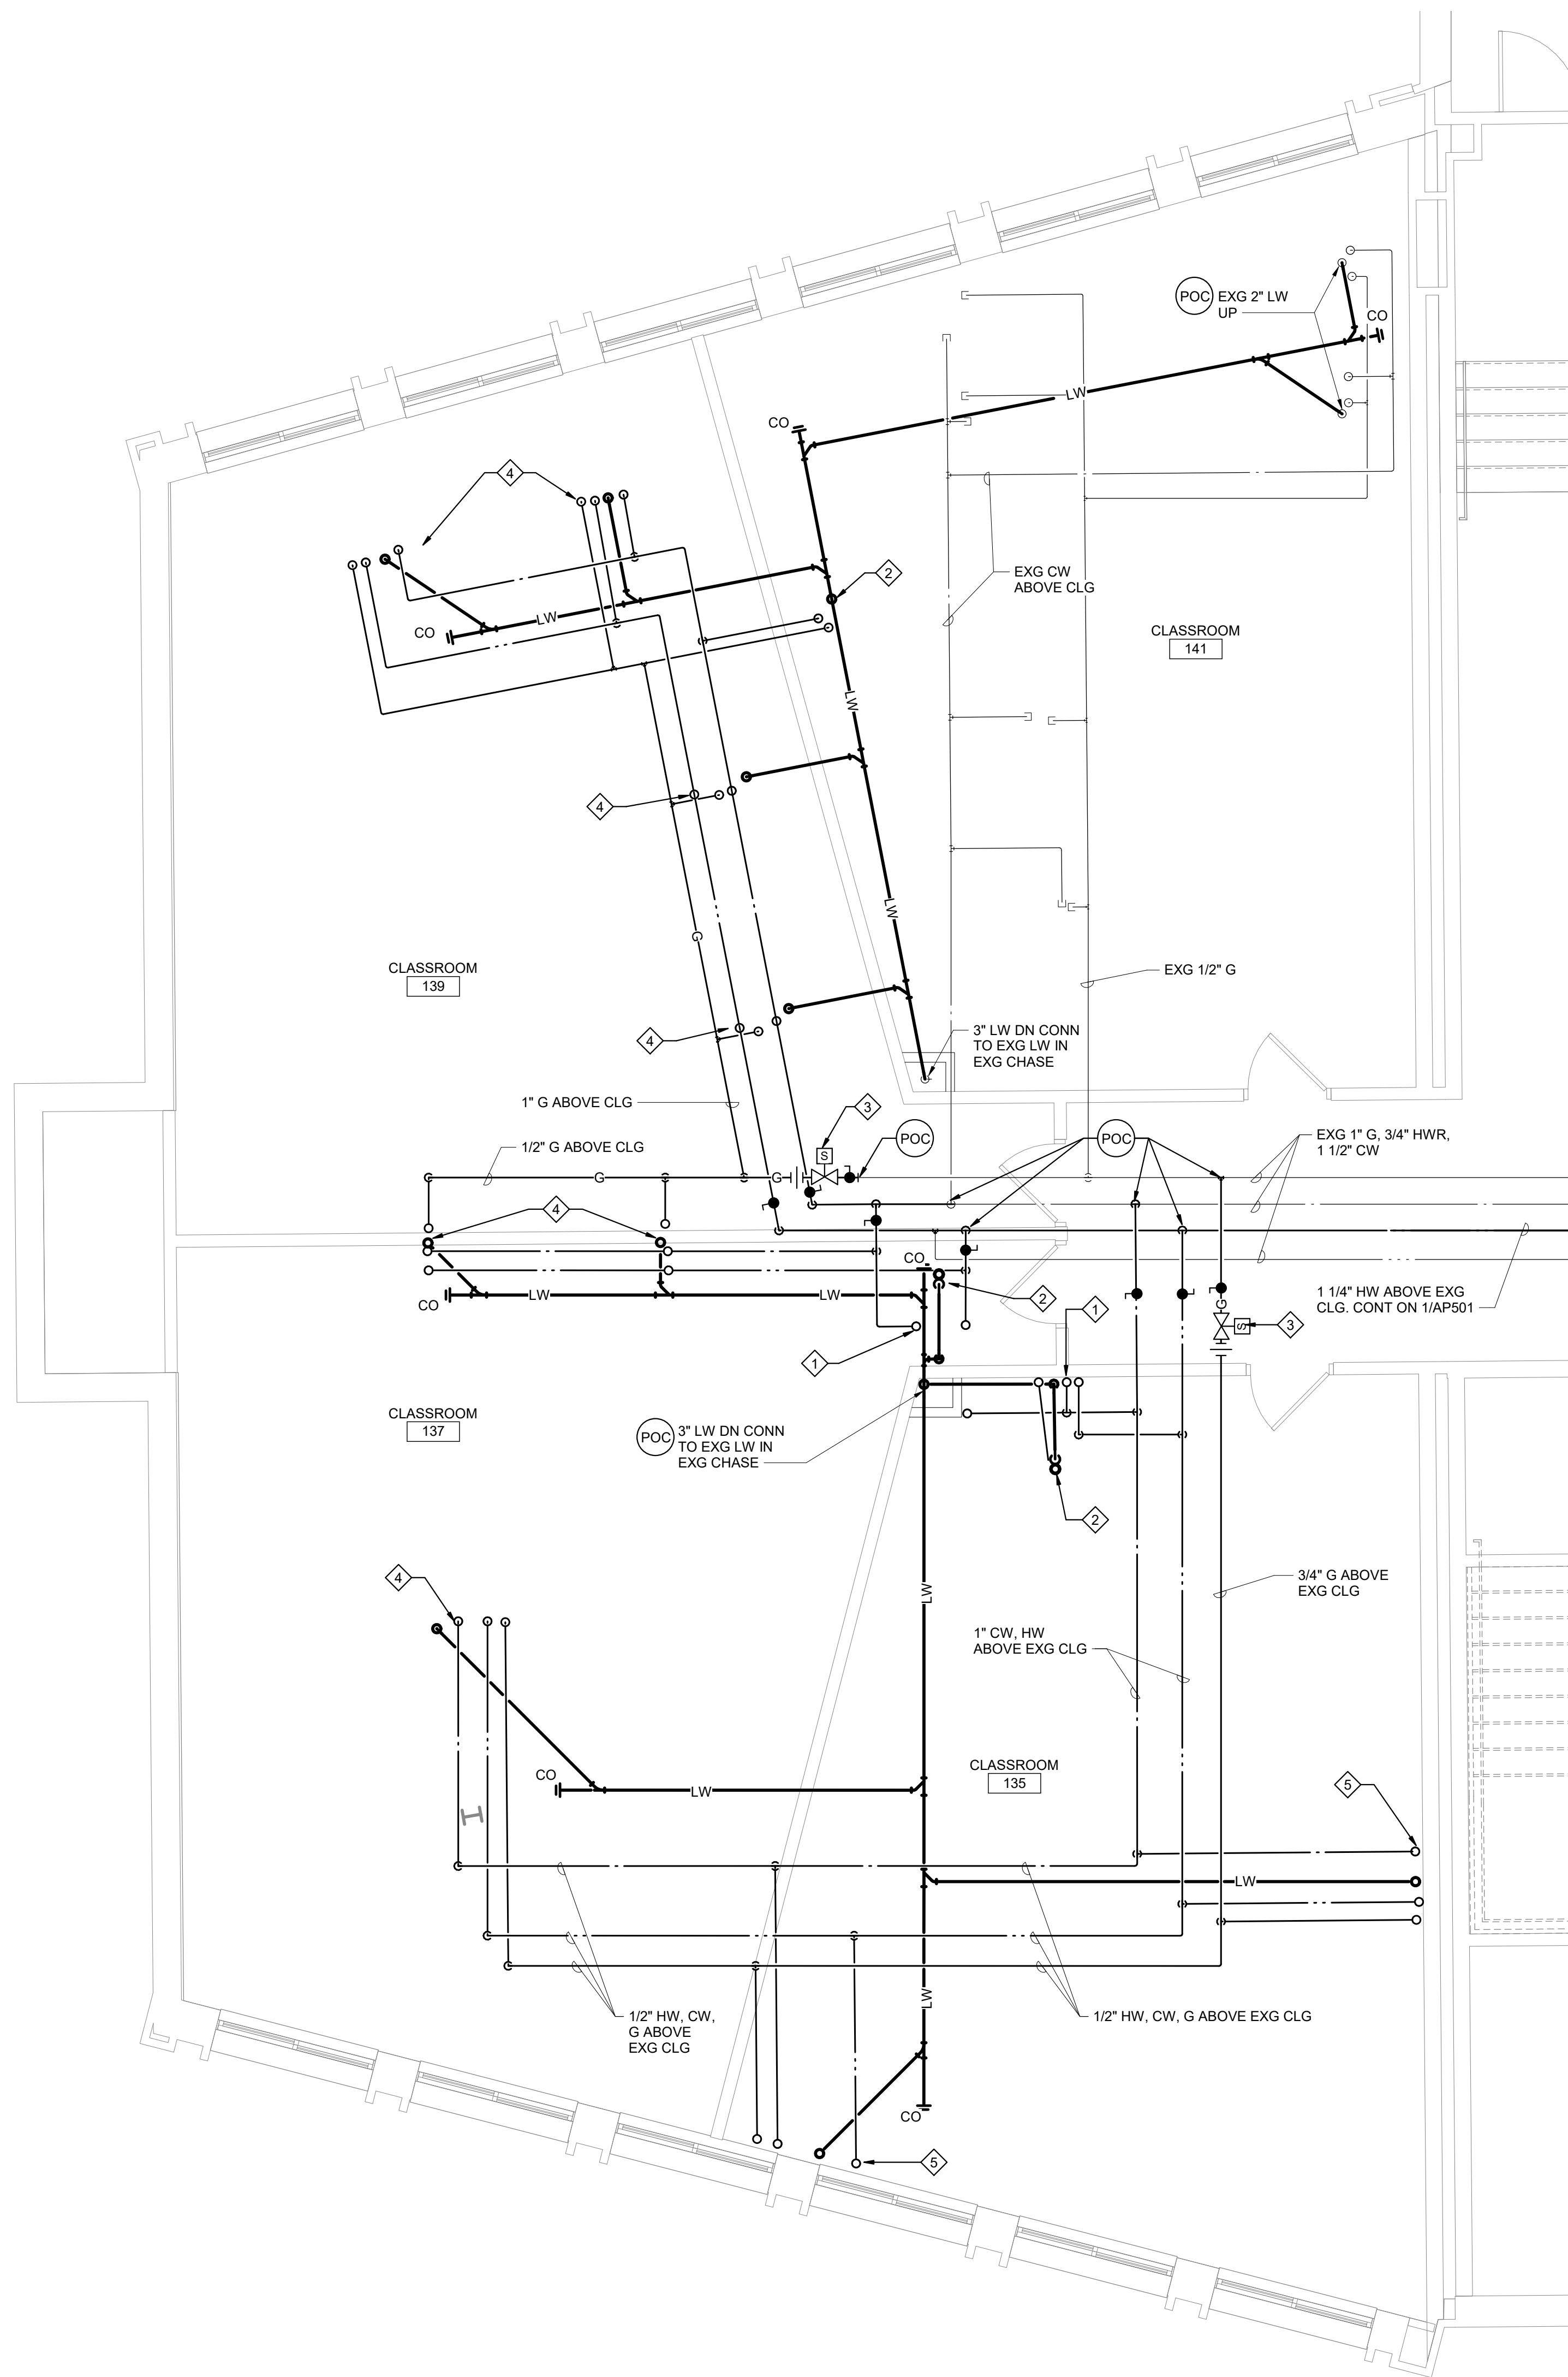 POC
EXG 2" LW
UP
CO
LW
CO
4
2
LW
CO
EXG CW
ABOVE CLG
CLASSROOM
141
LW
4
LW
G
CLASSROOM
139
EXG 1/2" G
4
3" LW DN CONN
TO EXG LW IN
EXG CHASE
1" G ABOVE CLG
3
1/2" G ABOVE CLG
S
POC
POC
EXG 1" G, 3/4" HWR,
1 1/2" CW
G
G
4
CO
CO
LW
LW
2
1
G
S
3
1 1/4" HW ABOVE EXG
CLG. CONT ON 1/AP501
1
CLASSROOM
137
POC
3" LW DN CONN
TO EXG LW IN
EXG CHASE
2
4
LW
3/4" G ABOVE
EXG CLG
1" CW, HW
ABOVE EXG CLG
CO
LW
CLASSROOM
135
5
LW
LW
1/2" HW, CW,
G ABOVE
EXG CLG
1/2" HW, CW, G ABOVE EXG CLG
CO
5